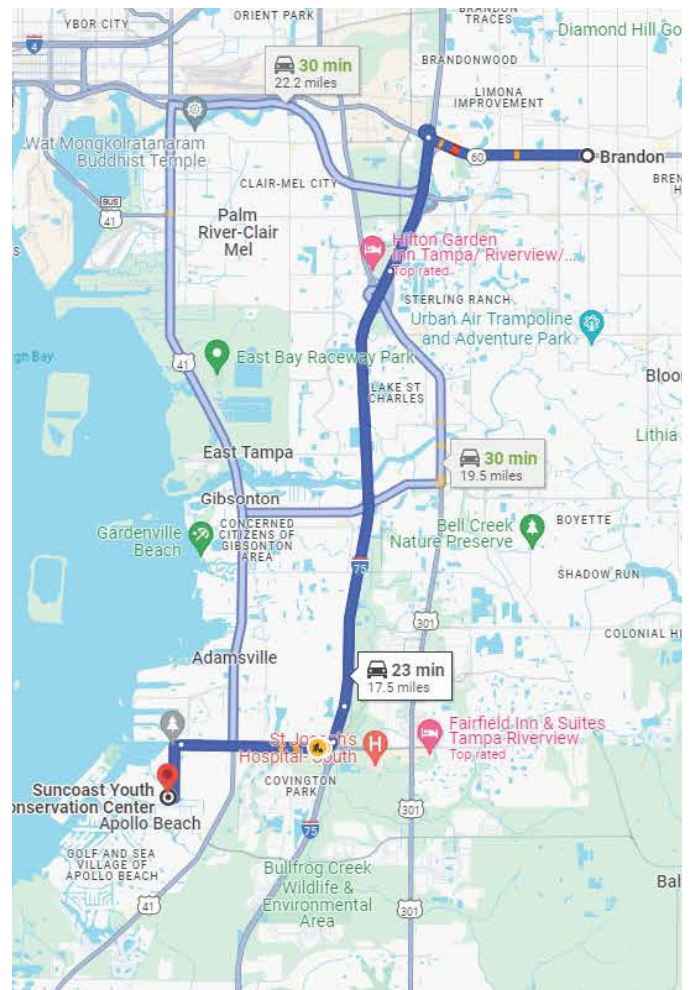 ORIENT PARK
BRANDON
TRACES
YBOR CITY
Diamond Hill Go
4
30 min
22.2 miles
BRANDONWOOD
LIMONA
IMPROVEMENT
Wat Mongkolratanaram
Buddhist Temple
60
Brandon
BREN
H
CLAIR-MEL CITY
BUS
41
Palm
River-Clair
Mel
S
Hilton Garden
Inn Tampa/ Riverview/...
Top rated
STERLING RANCH
Urban Air Trampoline
and Adventure Park
gh Bay
41
East Bay Raceway Park
LAKE ST
CHARLES
Bloo
Lithia
East Tampa
30 min
19.5 miles
Gibsonton
CONCERNED
CITIZENS OF
GIBSONTON
AREA
Gardenville
Beach
Bell Creek
Nature Preserve
BOYETTE
75
SHADOW RUN
301
COLONIAL HI
Adamsville
23 min
17.5 miles
St. Joseph's
Hospital- South
H
Fairfield Inn & Suites
Tampa Riverview
Top rated
COVINGTON
PARK
Suncoast Youth
onservation Center
Apollo Beach
301
75
GOLF AND SEA
VILLAGE OF
APOLLO BEACH
Bullfrog Creek
Wildlife &
Environmental
Area
Bal
41
301